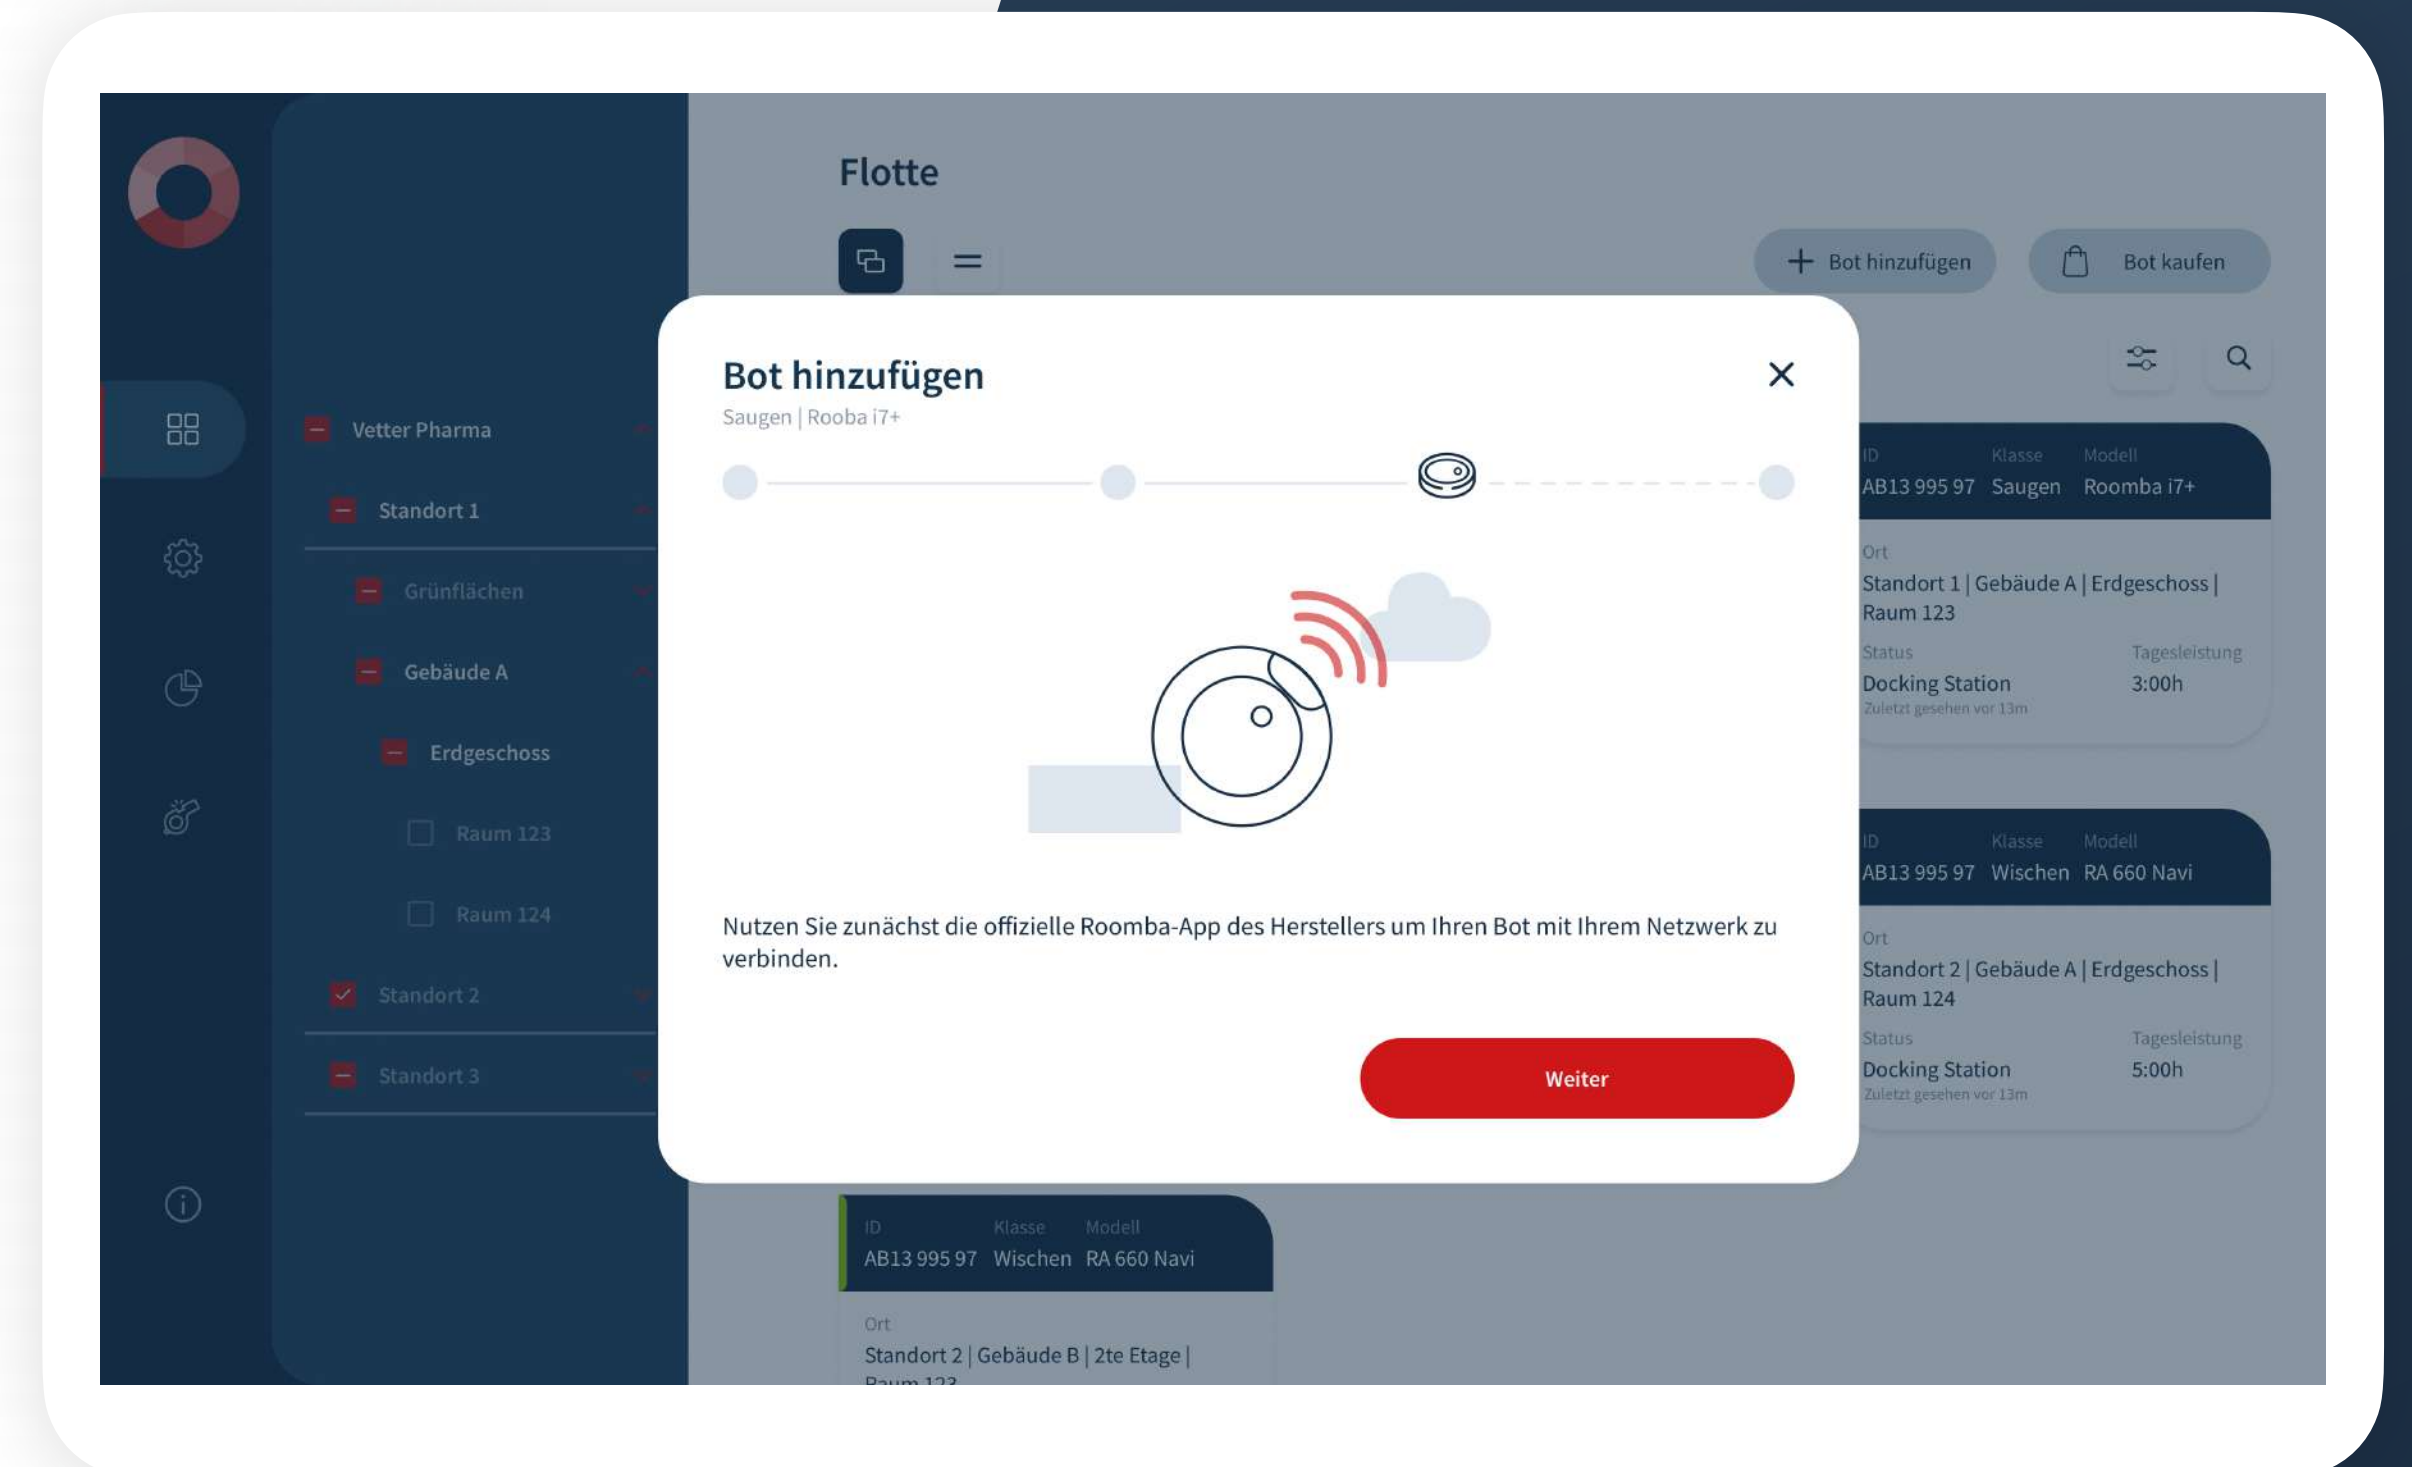 Flotte
Bot hinzufügen
Bot kaufen
Vetter Pharma
Standort 1
Grünflächen
Gebäude A
Erdgeschoss
Raum 123
Raum 124
Standort 2
Standort 3
Bot hinzufügen
Saugen | Rooba i7+
Nutzen Sie zunächst die offizielle Roomba-App des Herstellers um Ihren Bot mit Ihrem Netzwerk zu
verbinden.
Weiter
ID Klasse Modell
AB13 995 97 Saugen Roomba i7+
Ort
Standort 1 | Gebäude A | Erdgeschoss |
Raum 123
Status Tagesleistung
Docking Station 3:00h
Zuletzt gesehen vor 13m
ID Klasse Modell
AB13 995 97 Wischen RA 660 Navi
Ort
Standort 2 | Gebäude A | Erdgeschoss |
Raum 124
Status Tagesleistung
Docking Station 5:00h
Zuletzt gesehen vor 13m
ID Klasse Modell
AB13 995 97 Wischen RA 660 Navi
Ort
Standort 2 | Gebäude B | 2te Etage |
Raum 123